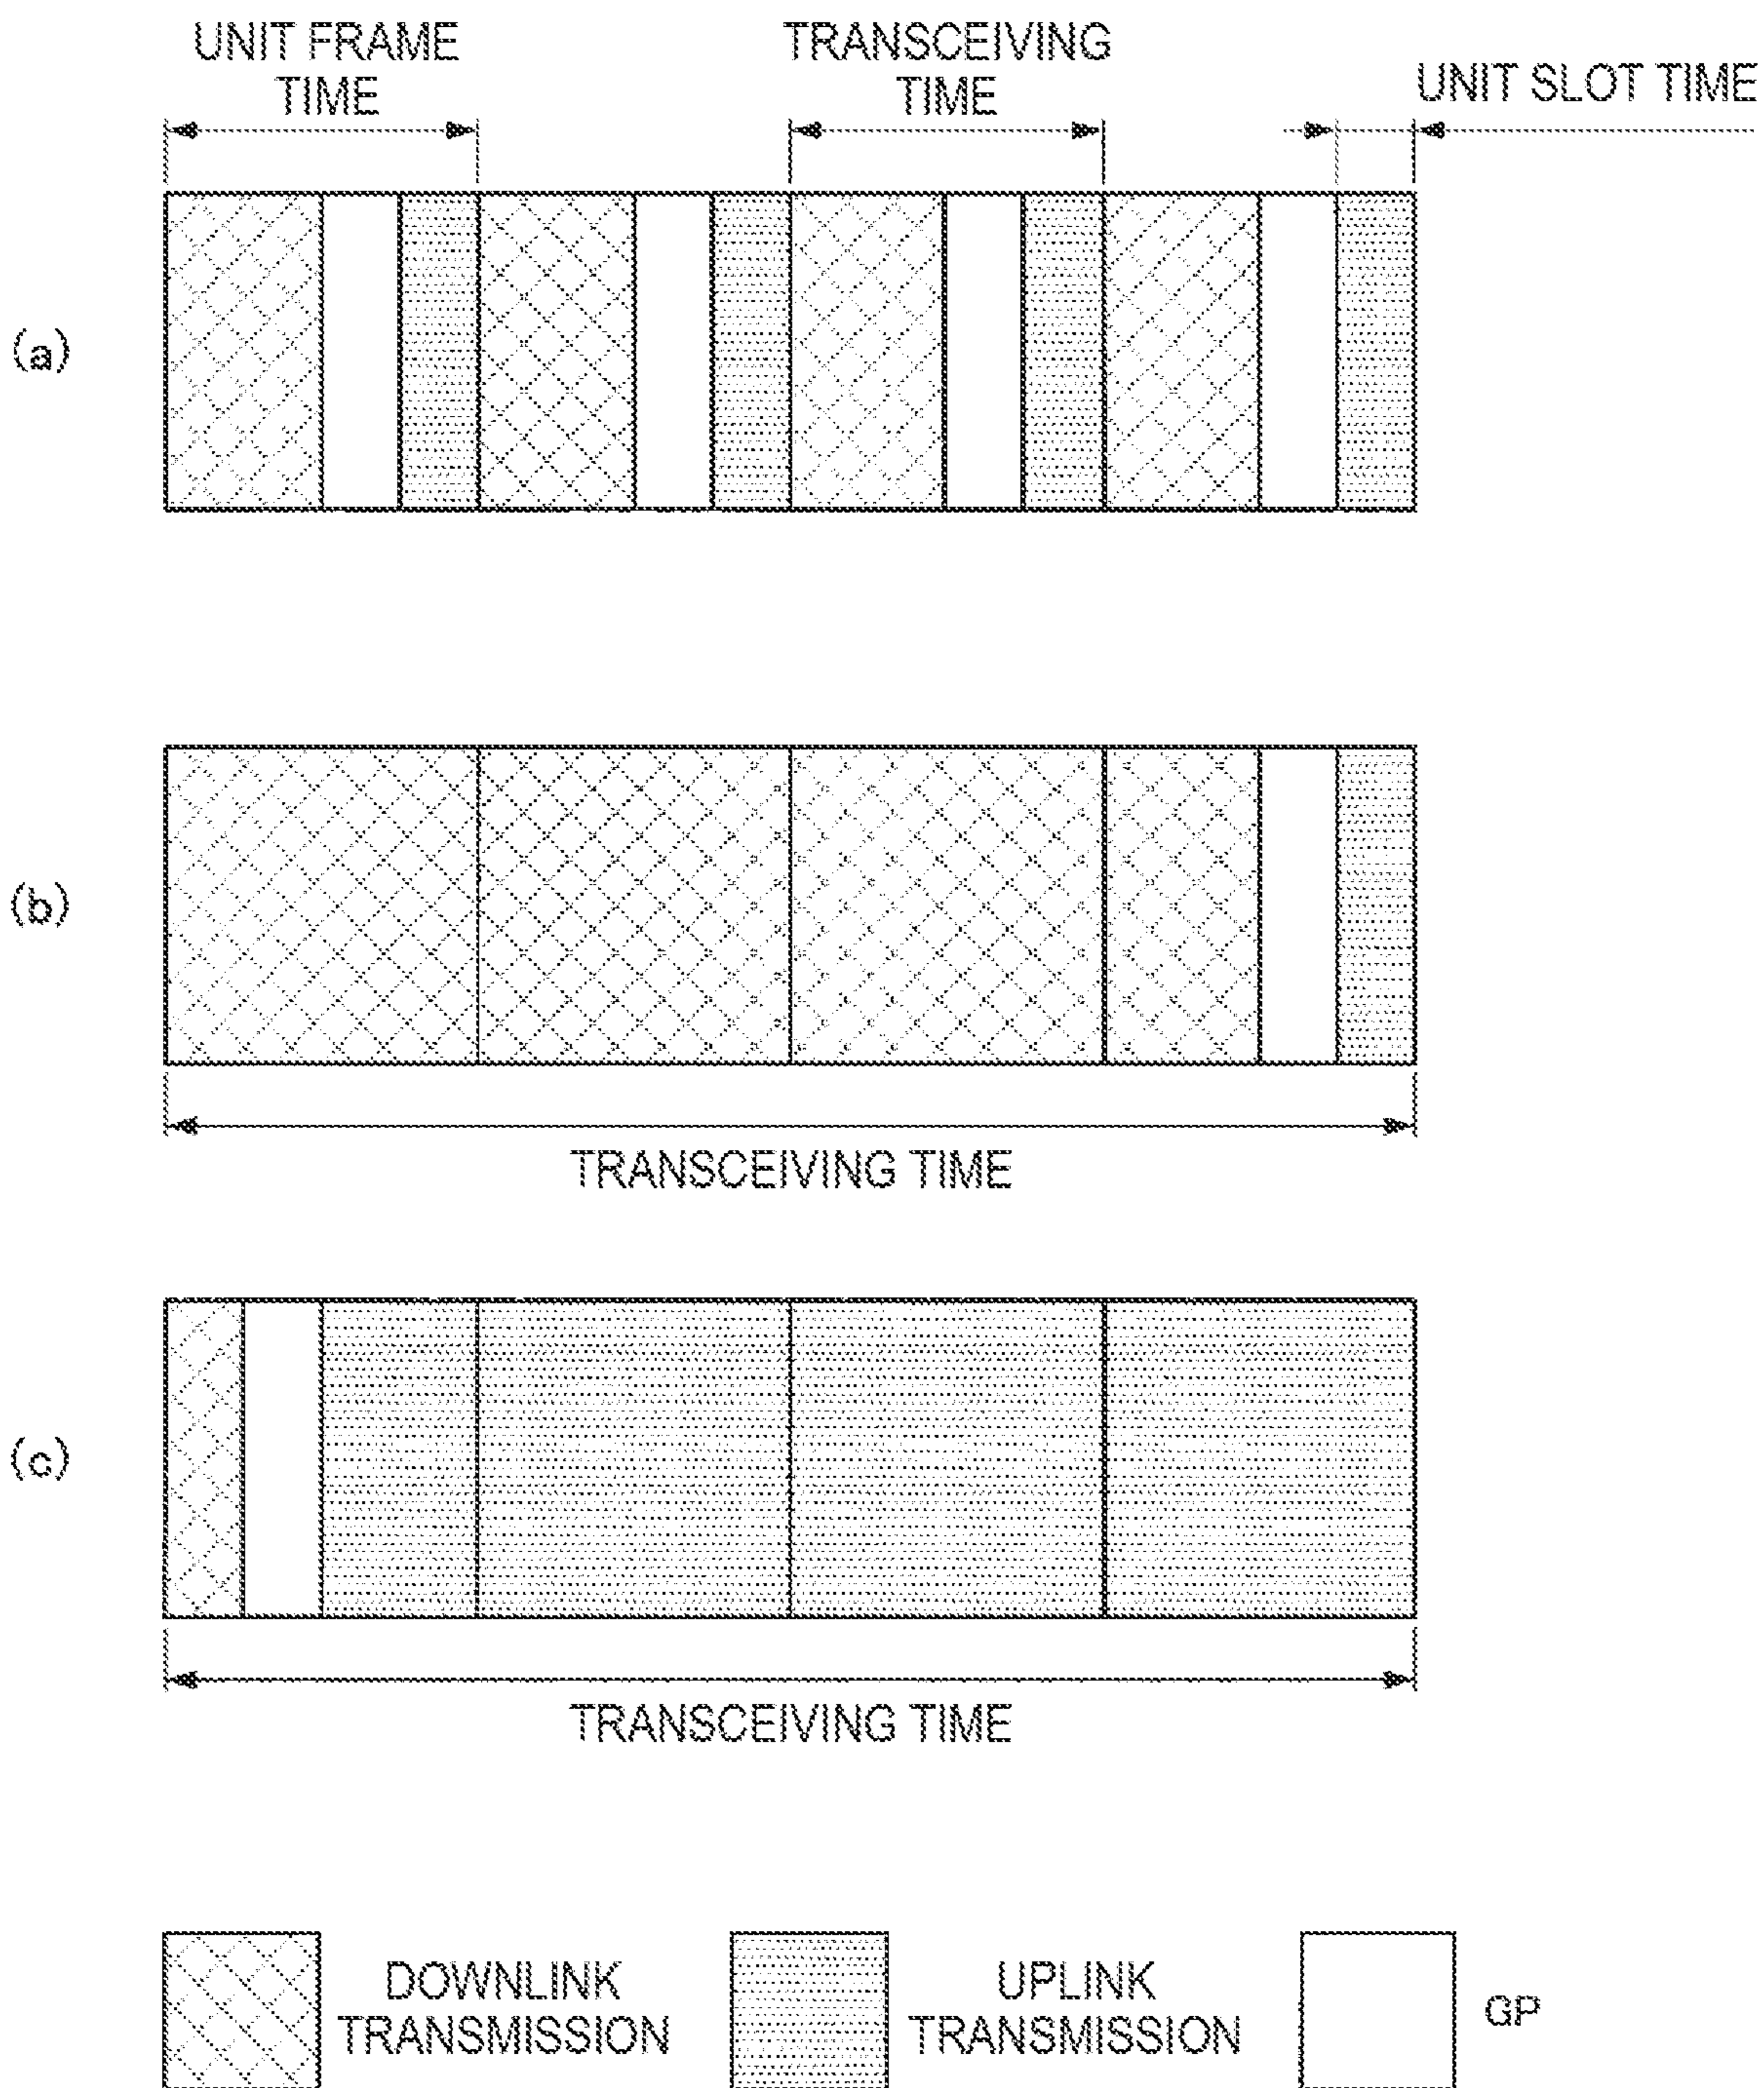 UNIT FRAME
TIME
TRANSCEIVING
TIME
UNIT SLOT TIME
(a)
(b)
TRANSCEIVING TIME
(c)
TRANSCEIVING TIME
DOWNLINK
TRANSMISSION
UPLINK
TRANSMISSION
GP